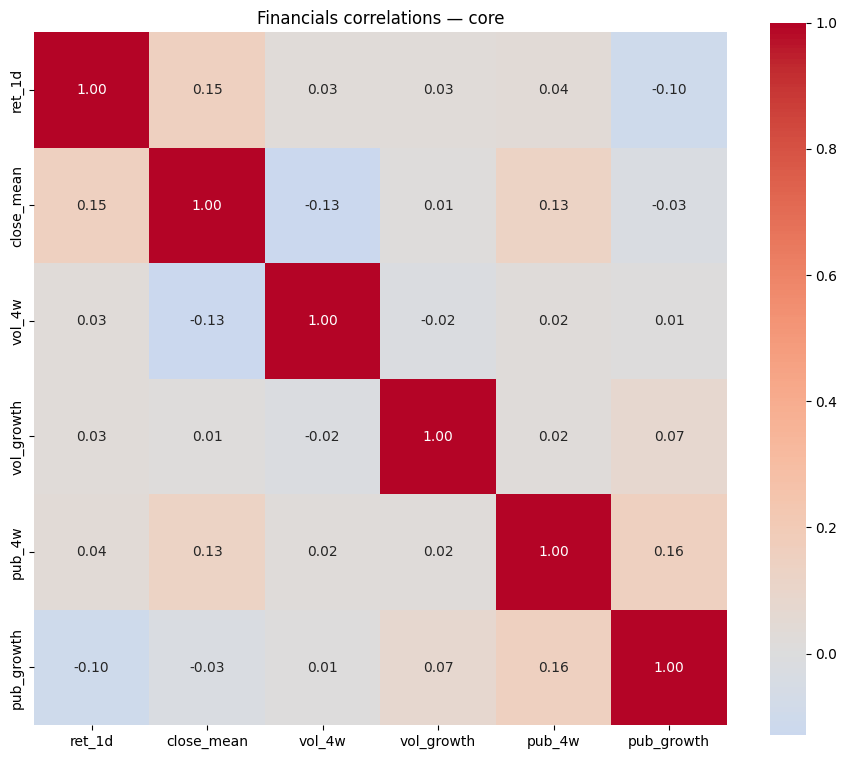 Financials correlations — core
ret_1d 1.00 0.15 0.03 0.03 0.04 -0.10
close_mean 0.15 1.00 -0.13 0.01 0.13 -0.03
vol_4w 0.03 -0.13 1.00 -0.02 0.02 0.01
vol_growth 0.03 0.01 -0.02 1.00 0.02 0.07
pub_4w 0.04 0.13 0.02 0.02 1.00 0.16
pub_growth -0.10 -0.03 0.01 0.07 0.16 1.00
ret_1d close_mean vol_4w vol_growth pub_4w pub_growth
1.0
0.8
0.6
0.4
0.2
0.0